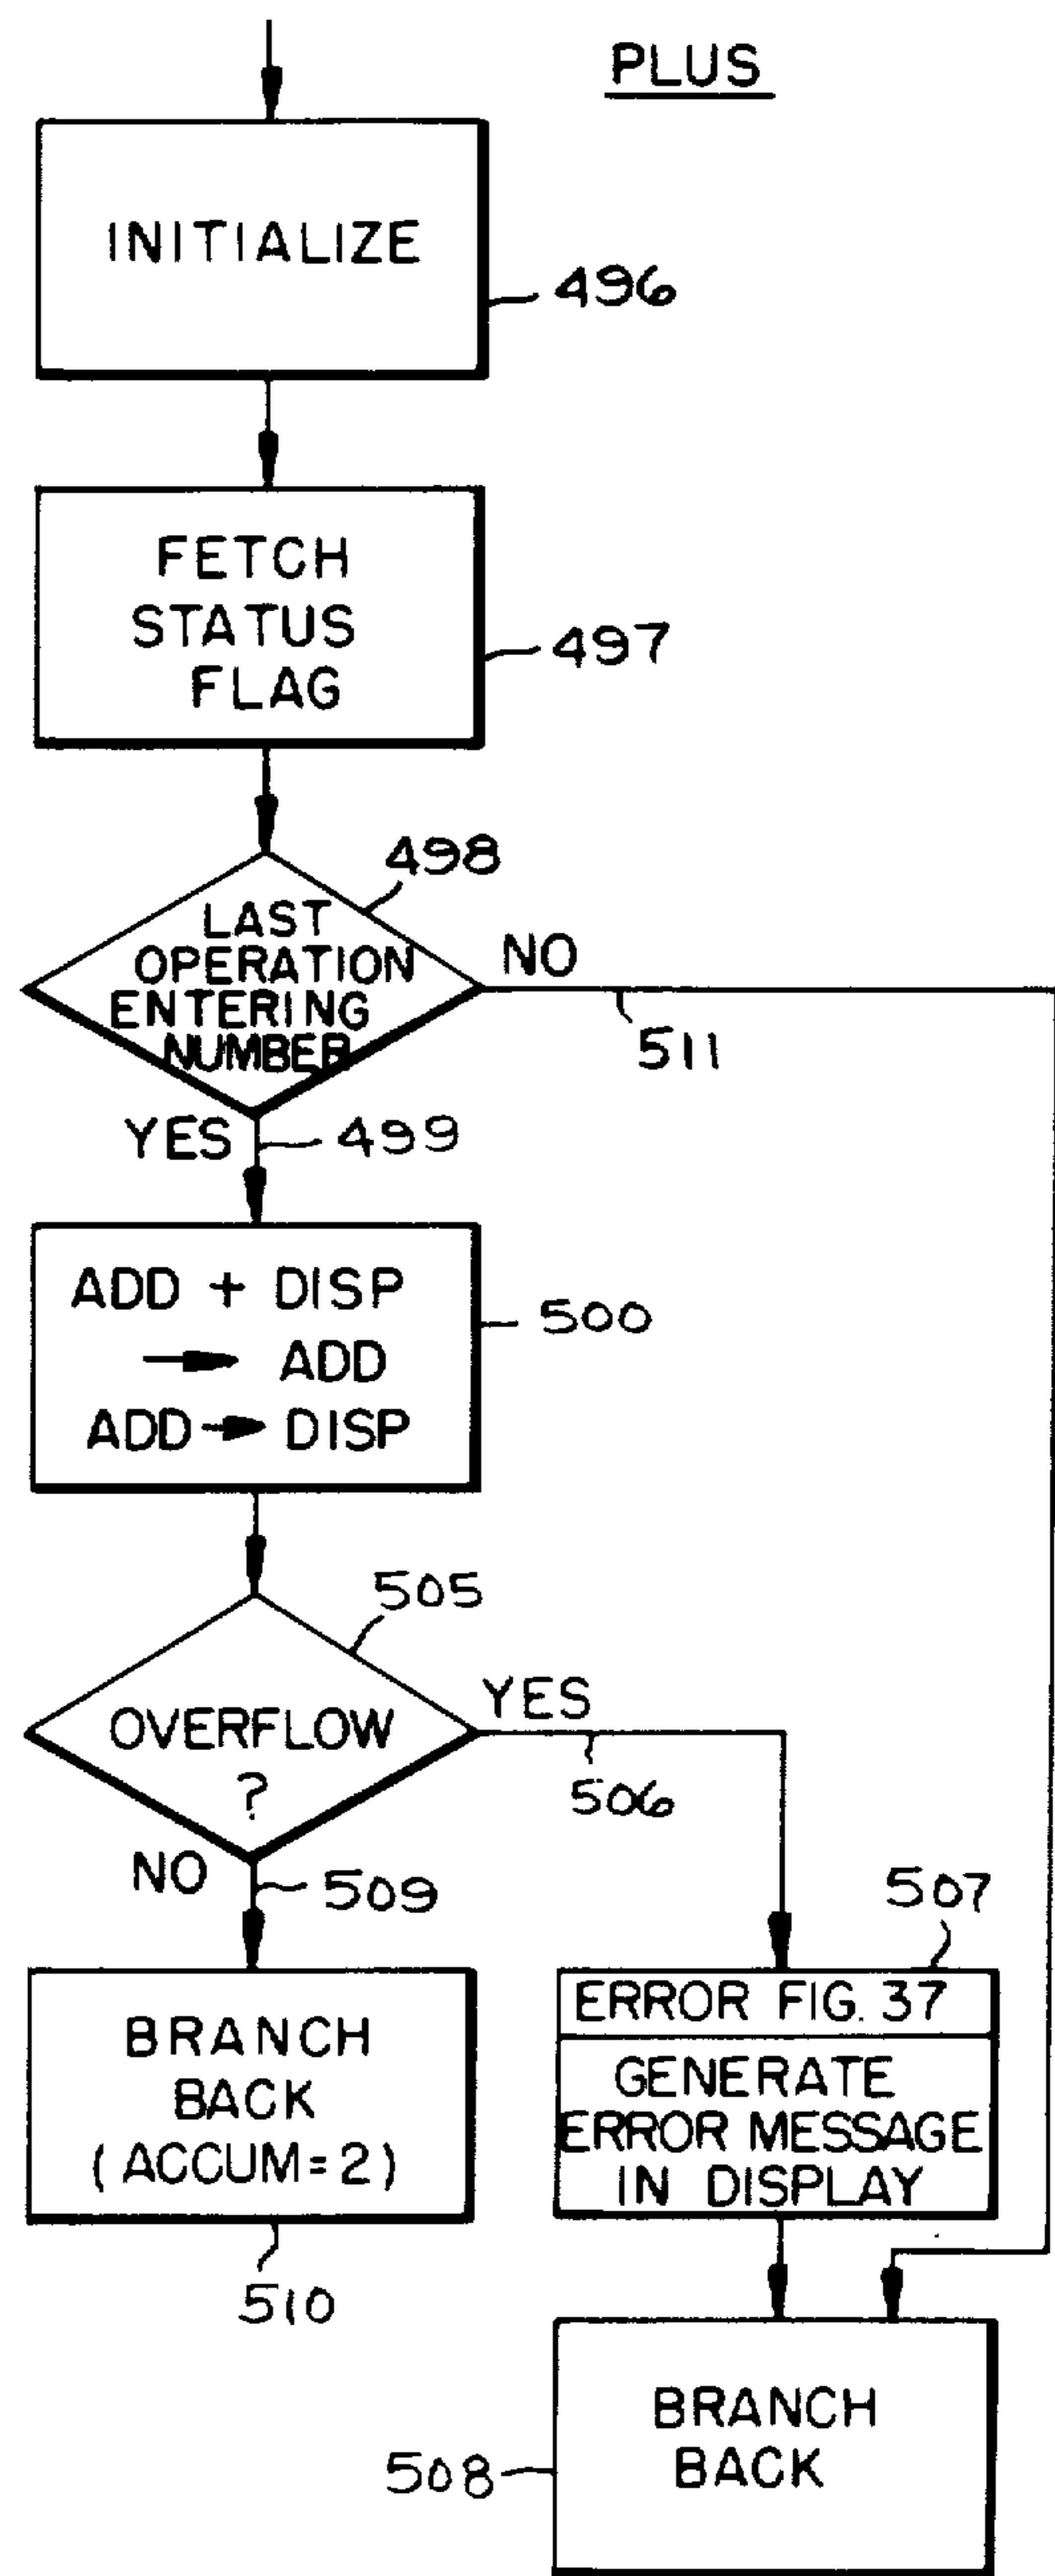 PLUS
INITIALIZE
496
FETCH
STATUS
FLAG
497
498
LAST
OPERATION
ENTERING
NUMBER
NO
511
YES
499
ADD + DISP
→ ADD
ADD → DISP
500
505
OVERFLOW
?
YES
506
NO
509
507
BRANCH
BACK
(ACCUM=2)
510
ERROR FIG. 37
GENERATE
ERROR MESSAGE
IN DISPLAY
BRANCH
BACK
508